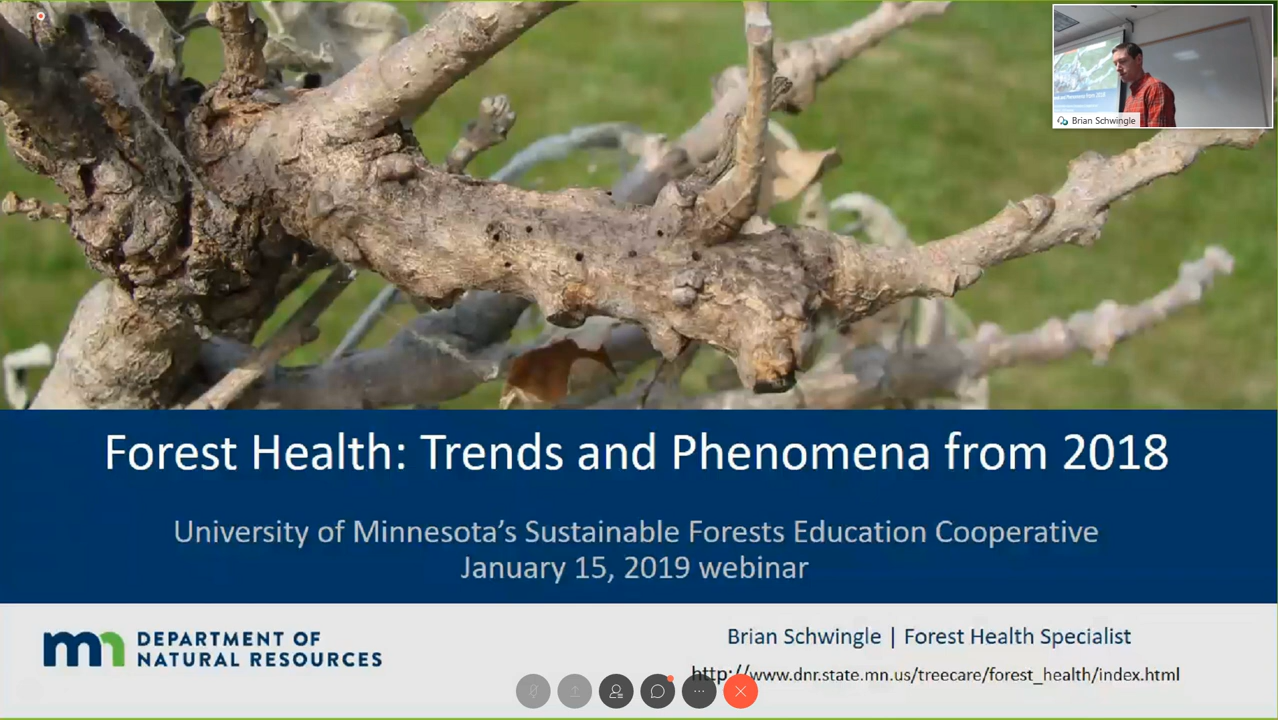 Brian Schwingle
Forest Health: Trends and Phenomena from 2018
University of Minnesota's Sustainable Forests Education Cooperative
January 15, 2019 webinar
mn DEPARTMENT OF
NATURAL RESOURCES
Brian Schwingle | Forest Health Specialist
http://www.dnr.state.mn.us/treecare/forest_health/index.html